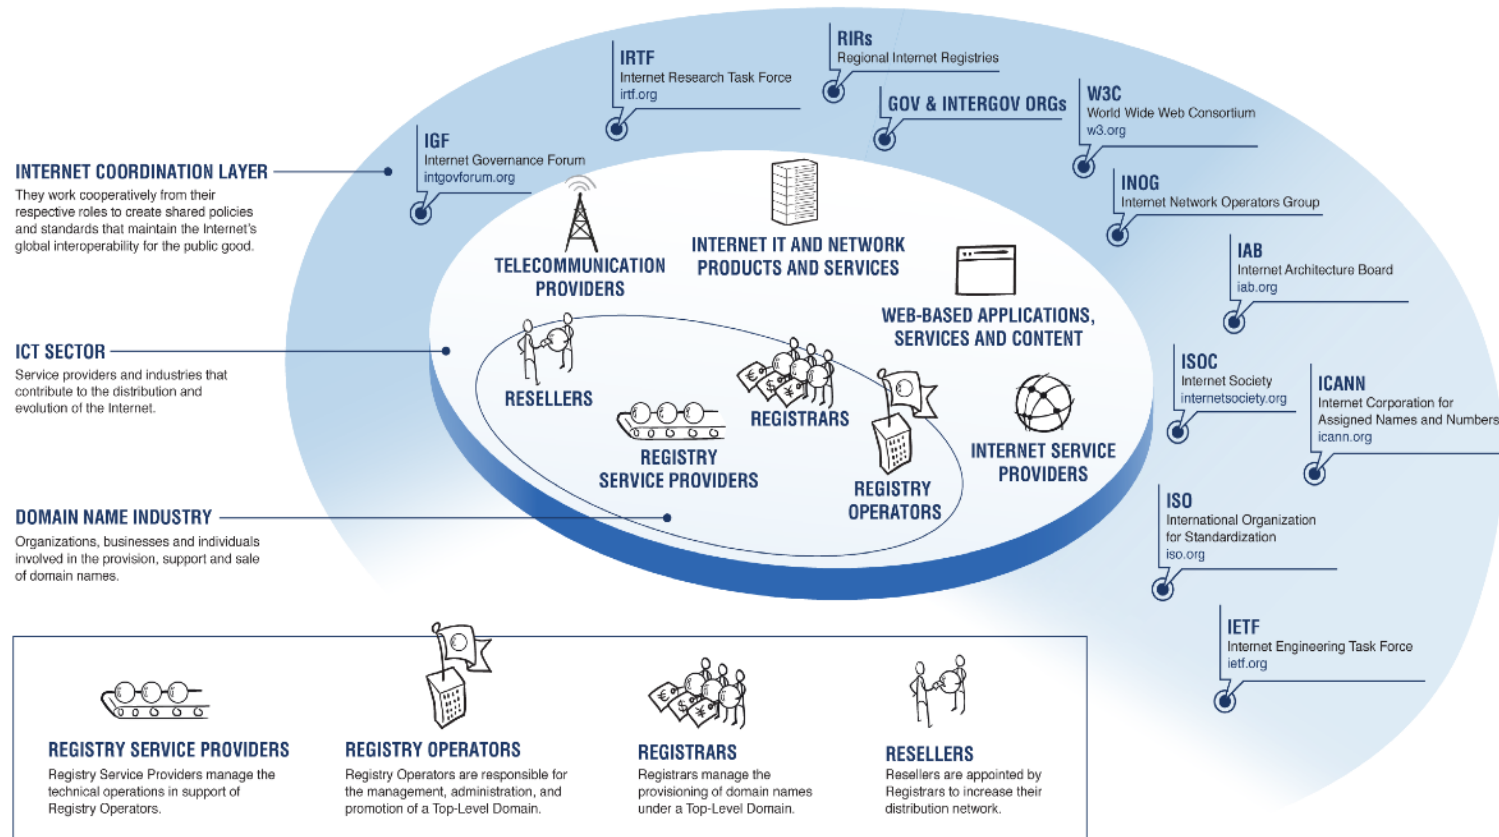 RIRs
Regional Internet Registries
IRTF
Internet Research Task Force
irtf.org
GOV & INTERGOV ORGs
W3C
World Wide Web Consortium
w3.org
IGF
Internet Governance Forum
intgovforum.org
INTERNET COORDINATION LAYER
They work cooperatively from their
respective roles to create shared policies
and standards that maintain the Internet's
global interoperability for the public good.
INOG
Internet Network Operators Group
TELECOMMUNICATION
PROVIDERS
INTERNET IT AND NETWORK
PRODUCTS AND SERVICES
IAB
Internet Architecture Board
iab.org
WEB-BASED APPLICATIONS,
SERVICES AND CONTENT
ICT SECTOR
Service providers and industries that
contribute to the distribution and
evolution of the Internet.
RESELLERS
€
$
¥
REGISTRARS
ISOC
Internet Society
internetsociety.org
ICANN
Internet Corporation for
Assigned Names and Numbers
icann.org
REGISTRY
SERVICE PROVIDERS
INTERNET SERVICE
PROVIDERS
REGISTRY
OPERATORS
DOMAIN NAME INDUSTRY
Organizations, businesses and individuals
involved in the provision, support and sale
of domain names.
ISO
International Organization
for Standardization
iso.org
IETF
Internet Engineering Task Force
ietf.org
REGISTRY SERVICE PROVIDERS
Registry Service Providers manage the
technical operations in support of
Registry Operators.
REGISTRY OPERATORS
Registry Operators are responsible for
the management, administration, and
promotion of a Top-Level Domain.
€
$
¥
REGISTRARS
Registrars manage the
provisioning of domain names
under a Top-Level Domain.
RESELLERS
Resellers are appointed by
Registrars to increase their
distribution network.